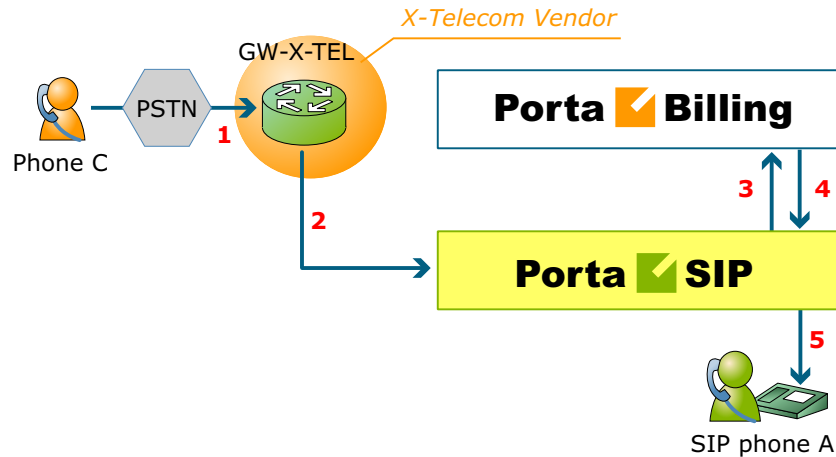 X-Telecom Vendor
GW-X-TEL
PSTN
1
Phone C
Porta Billing
2
3
4
Porta SIP
5
SIP phone A